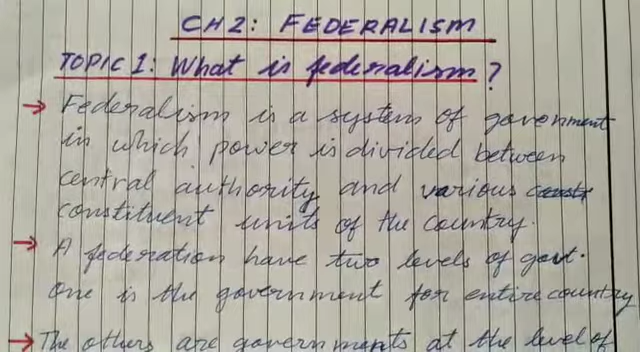 CH 2: FEDERALISM
TOPIC 1: What is federalism?
→ Federalism is a system of government
in which power is divided between
central authority and various
constituent units of the country.
→ A federation have two levels of govt.
one is the government for entire country
→ The others are governments at the level of